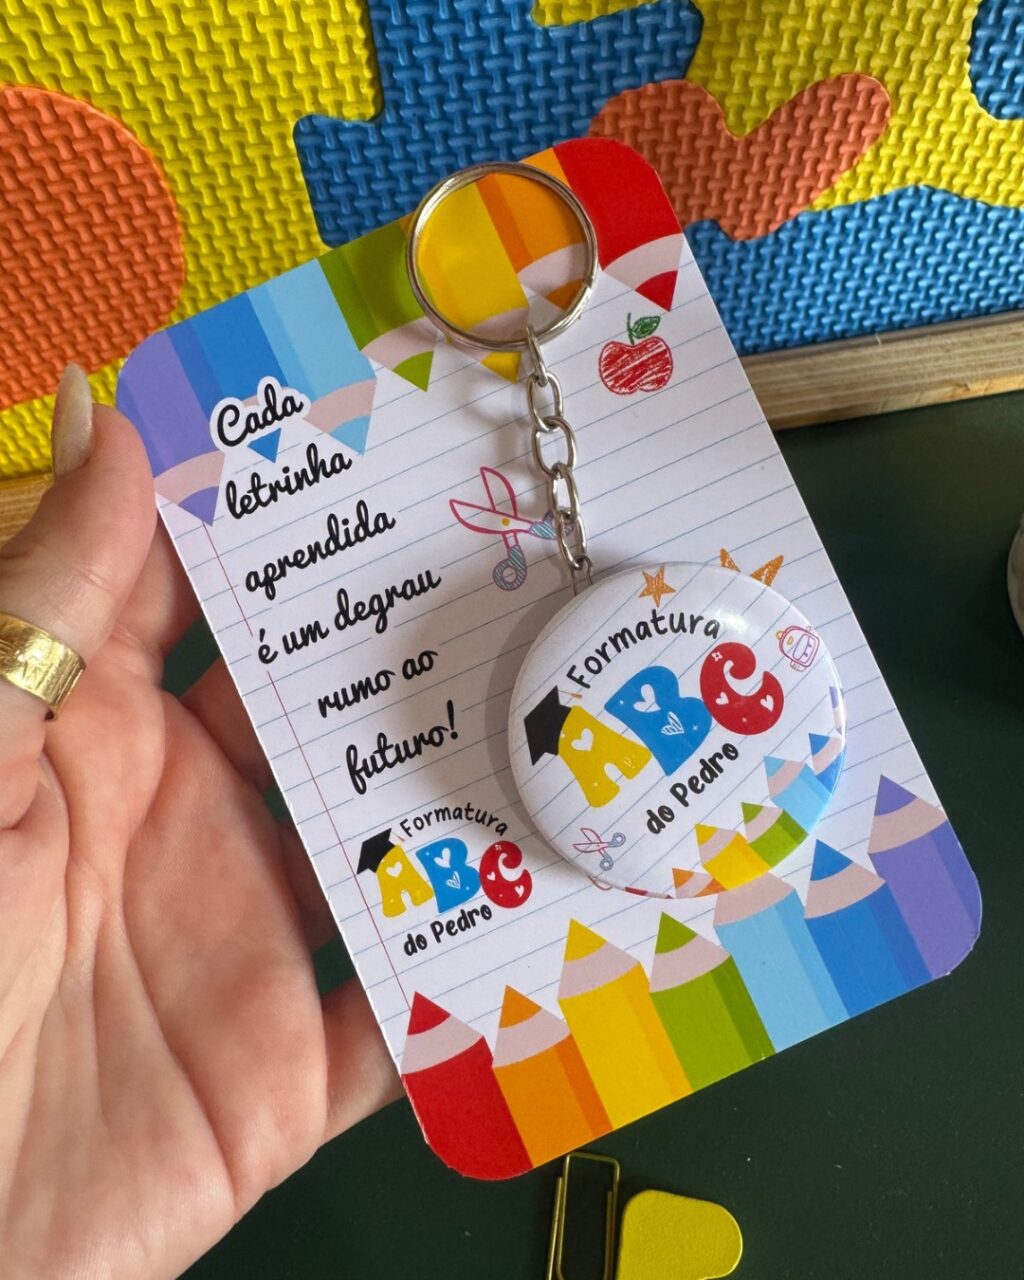 Cada
letrinha
aprendida
é um degrau
rumo ao
futuro!
Formatura
ABC
do Pedro
Formatura
ABC
do Pedro